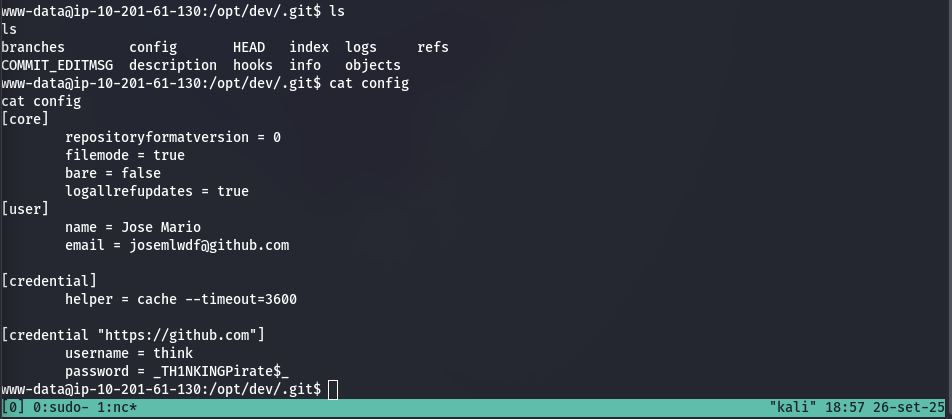 www-data@ip-10-201-61-130:/opt/dev/.git$ ls
ls
branches        config       HEAD   index  logs     refs
COMMIT_EDITMSG  description  hooks  info   objects
www-data@ip-10-201-61-130:/opt/dev/.git$ cat config
cat config
[core]
        repositoryformatversion = 0
        filemode = true
        bare = false
        logallrefupdates = true
[user]
        name = Jose Mario
        email = josemlwdf@github.com
[credential]
        helper = cache --timeout=3600
[credential "https://github.com"]
        username = think
        password = _TH1NKINGPirate$_
www-data@ip-10-201-61-130:/opt/dev/.git$
[0] 0:sudo- 1:nc* "kali" 18:57 26-set-25